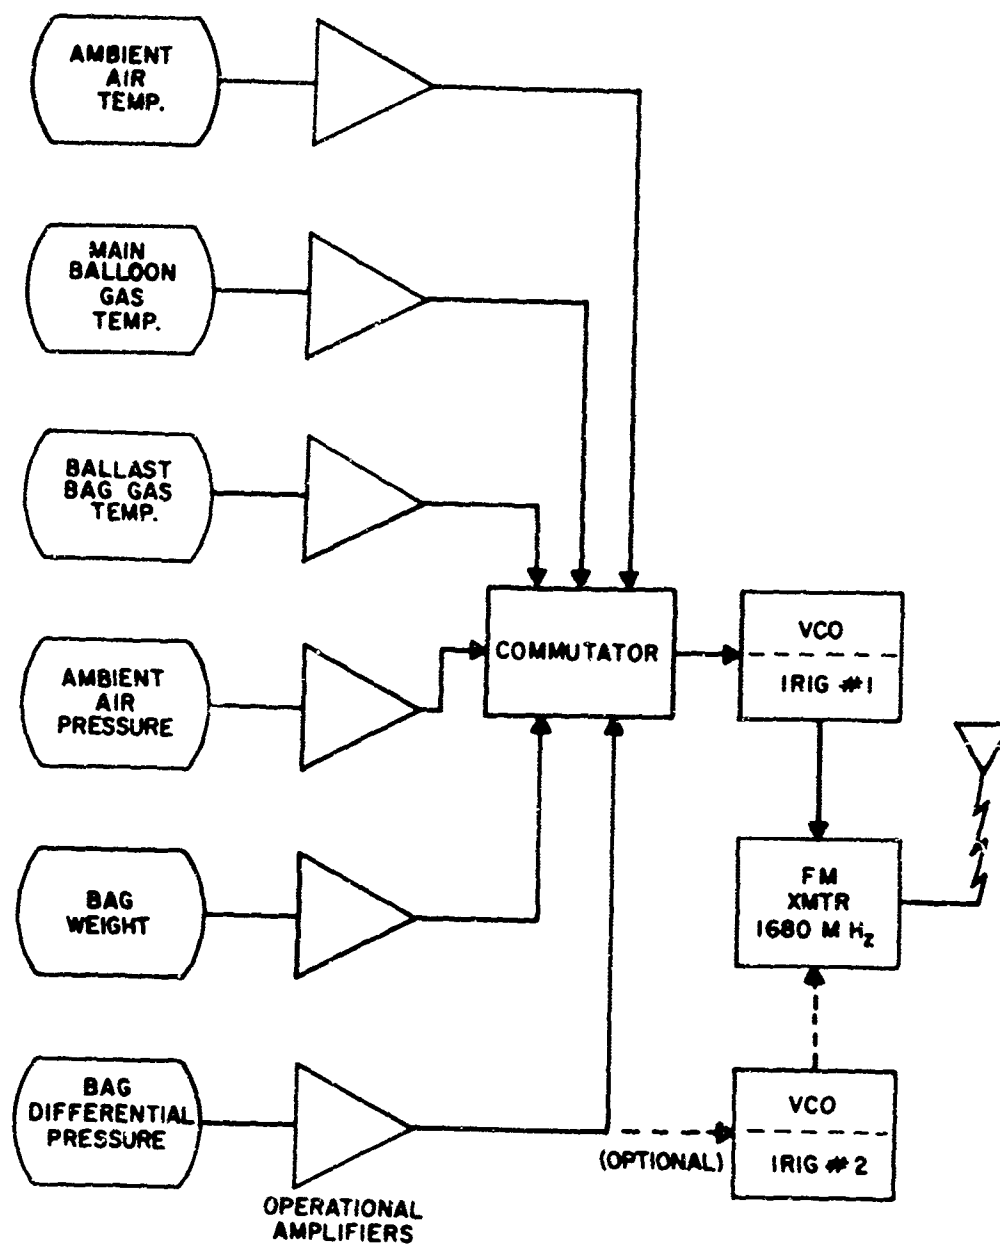 AMBIENT
AIR
TEMP.
MAIN
BALLOON
GAS
TEMP.
BALLAST
BAG GAS
TEMP.
AMBIENT
AIR
PRESSURE
BAG
WEIGHT
BAG
DIFFERENTIAL
PRESSURE
OPERATIONAL
AMPLIFIERS
COMMUTATOR
VCO
IRIG #1
FM
XMTR
1680 M Hz
VCO
IRIG #2
(OPTIONAL)